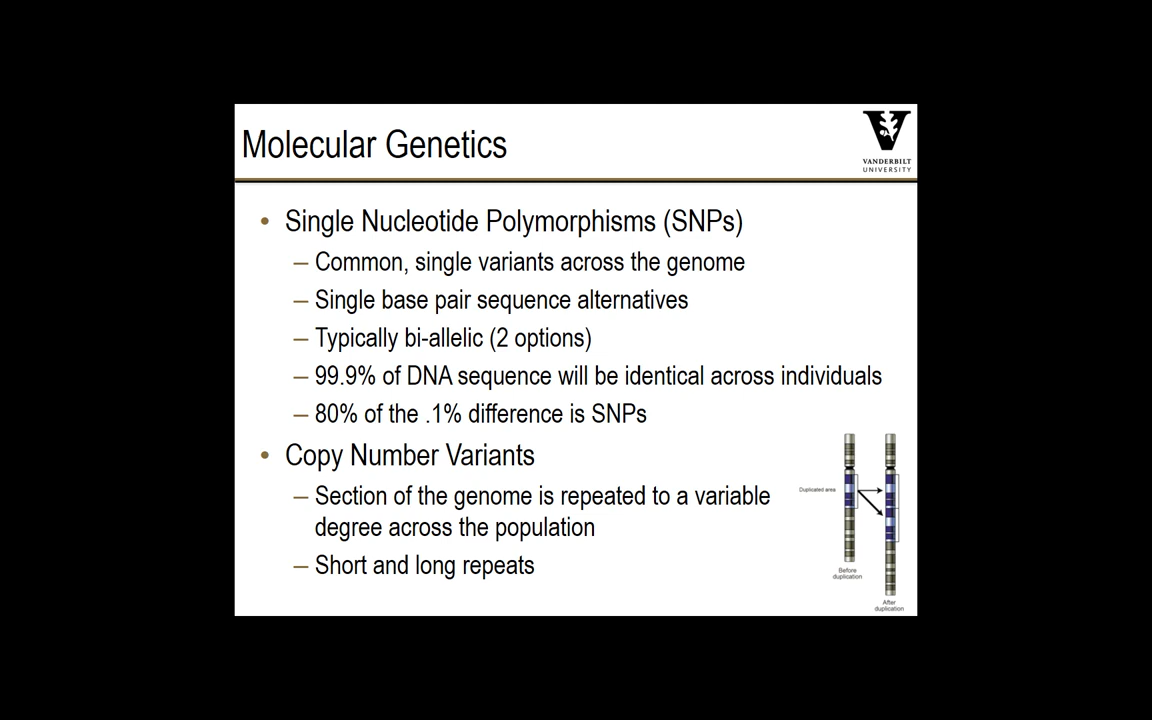 Molecular Genetics
VANDERBILT
UNIVERSITY
• Single Nucleotide Polymorphisms (SNPs)
– Common, single variants across the genome
– Single base pair sequence alternatives
– Typically bi-allelic (2 options)
– 99.9% of DNA sequence will be identical across individuals
– 80% of the .1% difference is SNPs
• Copy Number Variants
– Section of the genome is repeated to a variable
degree across the population
– Short and long repeats
Duplicated area
Before
duplication
After
duplication